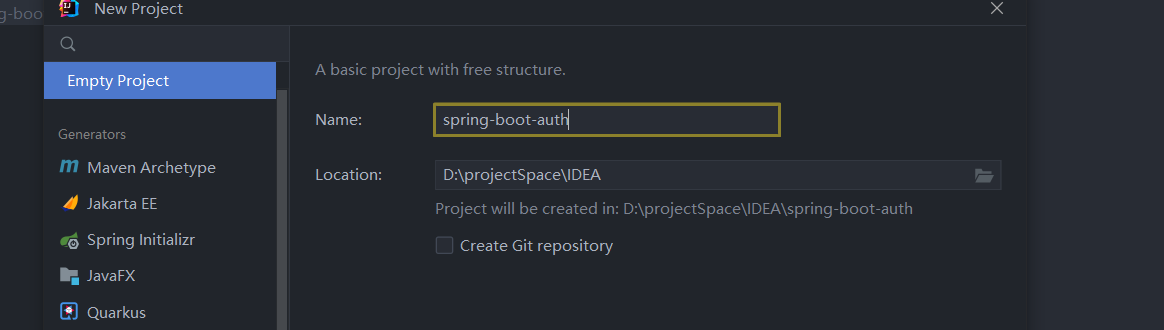 g-boo
New Project
Empty Project
Generators
Maven Archetype
Jakarta EE
Spring Initializr
JavaFX
Quarkus
A basic project with free structure.
Name: spring-boot-auth
Location: D:\projectSpace\IDEA
Project will be created in: D:\projectSpace\IDEA\spring-boot-auth
Create Git repository